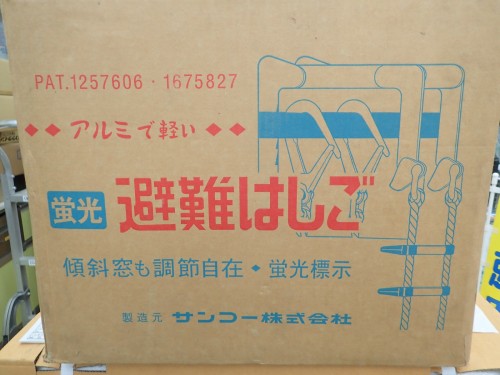 PAT.1257606・1675827
◆◆アルミで軽い◆◆
蛍光 避難はしご
傾斜窓も調節自在・蛍光標示
製造元 サンコー株式会社